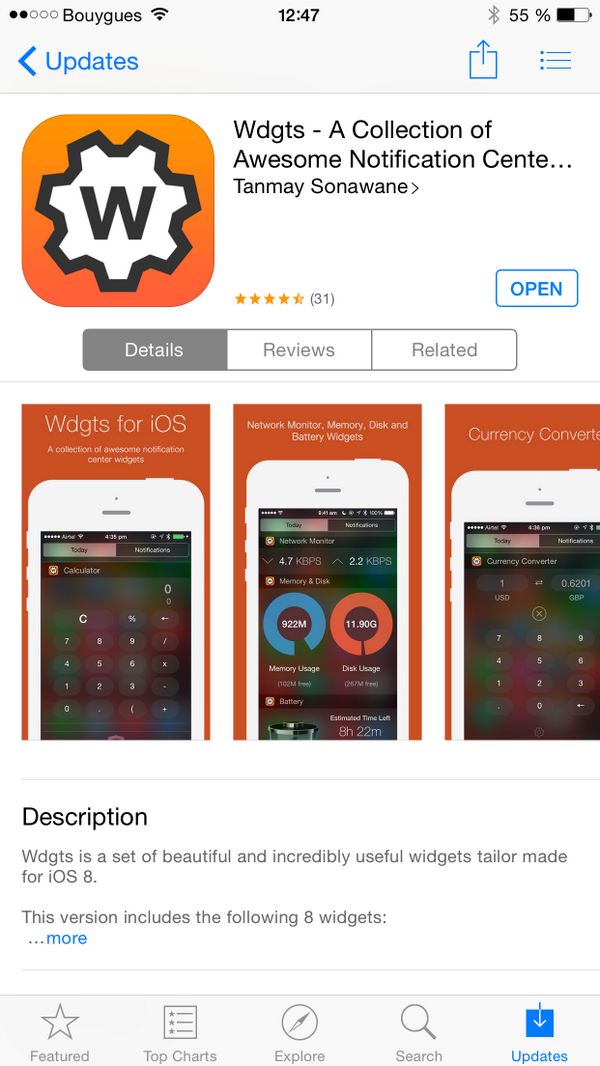 Bouygues 12:47 55 %
Updates
W
Wdgts - A Collection of
Awesome Notification Cente...
Tanmay Sonawane >
(31)
OPEN
Details Reviews Related
Wdgts for iOS
A collection of awesome notification
center widgets
Airtel 4:35 pm
Today Notifications
Calculator
0
0
C % ←
7 8 9 /
4 5 6 x
1 2 3 -
0 . ( +
Network Monitor, Memory, Disk and
Battery Widgets
9:41 am 100%
Today Notifications
Network Monitor
4.7 KBPS 2.2 KBPS
Memory & Disk
922M 11.90G
Memory Usage Disk Usage
(102M free) (267M free)
Battery
Estimated Time Left
8h 22m
Currency Converte
Airtel 4:36 pm
Today Notifications
Currency Converter
1 ⇄ 0.6201
USD GBP
7 8 9
4 5 6
1 2 3
. 0 ←
Description
Wdgts is a set of beautiful and incredibly useful widgets tailor made
for iOS 8.
This version includes the following 8 widgets:
...more
Featured Top Charts Explore Search Updates